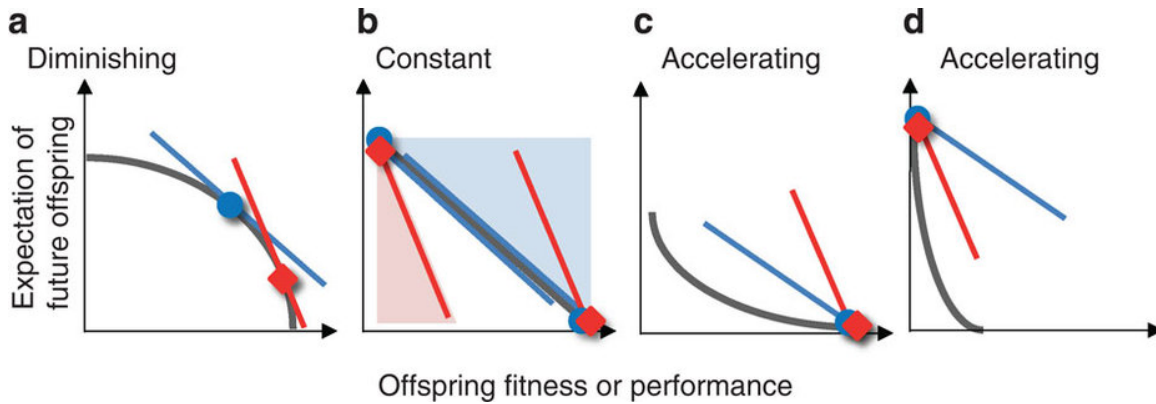 a
Diminishing
b
Constant
c
Accelerating
d
Accelerating
Expectation of
future offspring
Offspring fitness or performance